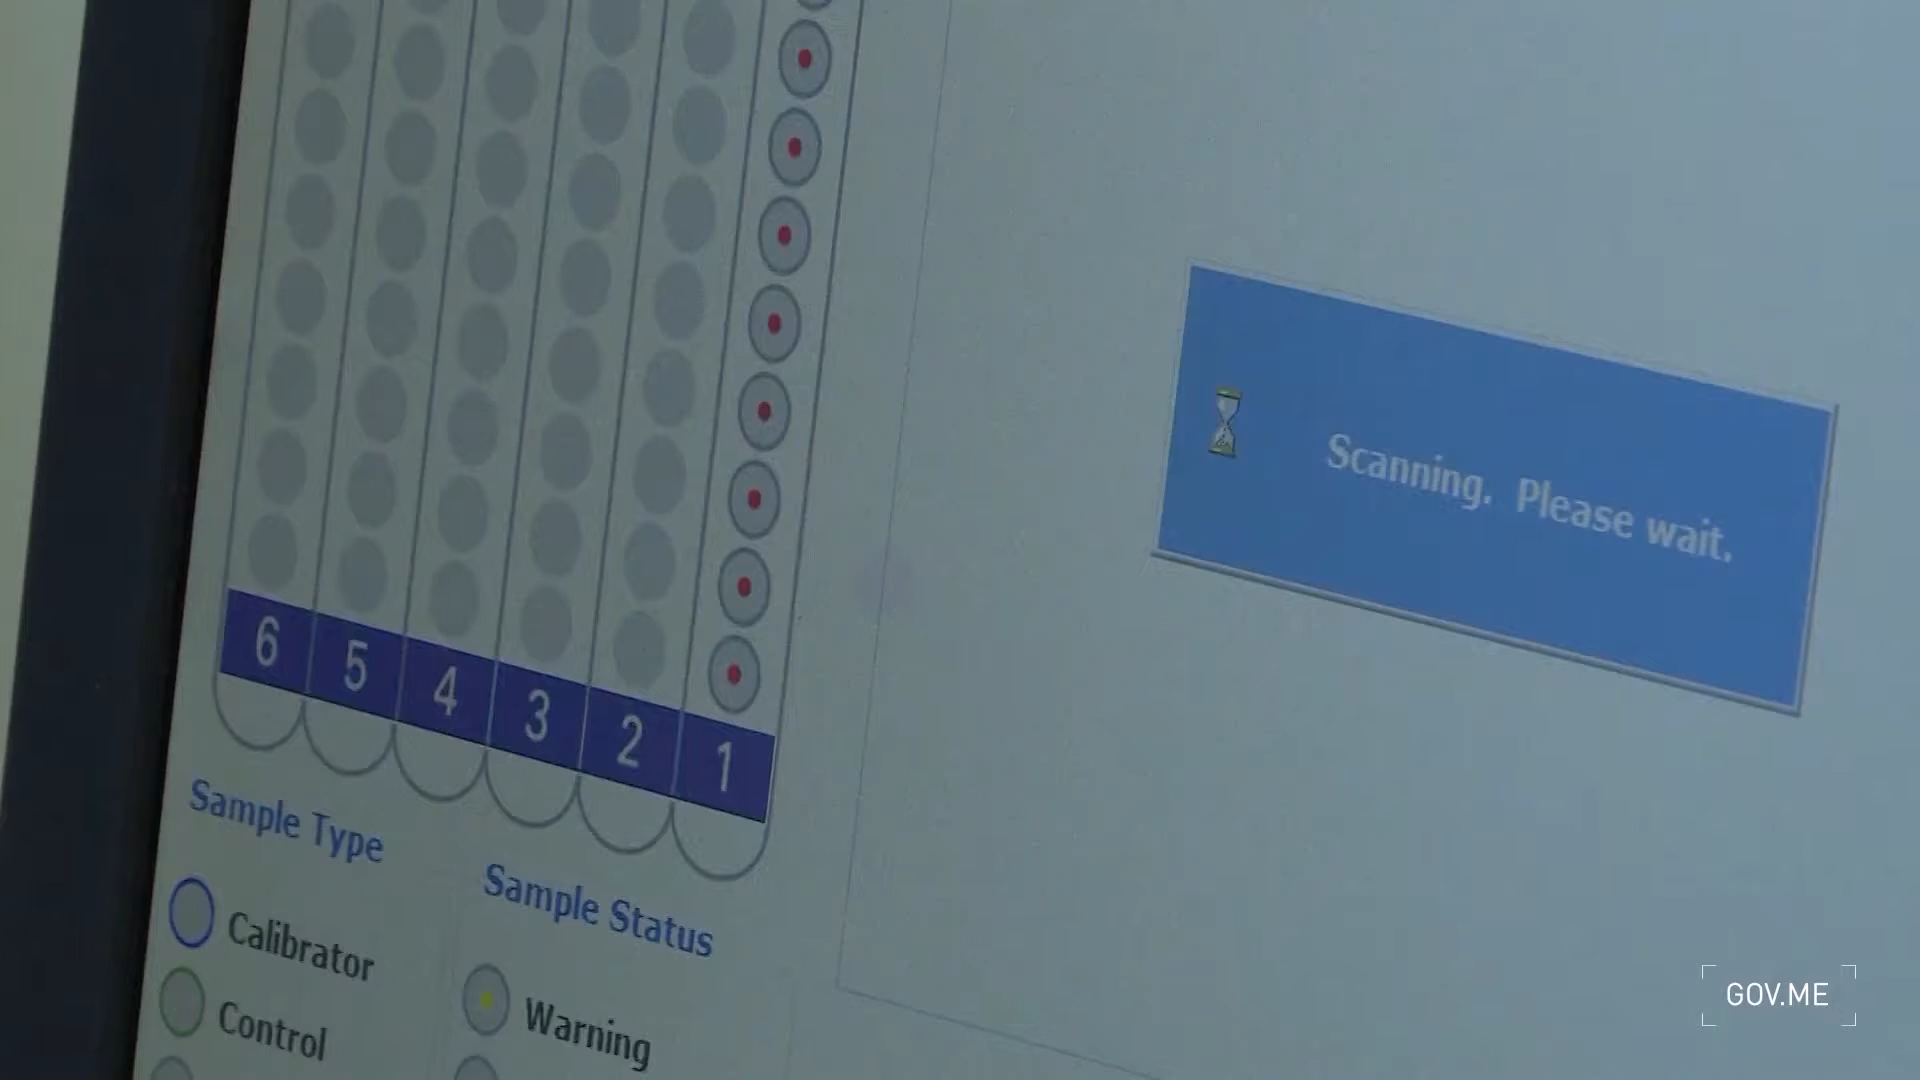 Scanning. Please wait.
6 5 4 3 2 1
Sample Type
Calibrator
Control
Sample Status
Warning
GOV.ME